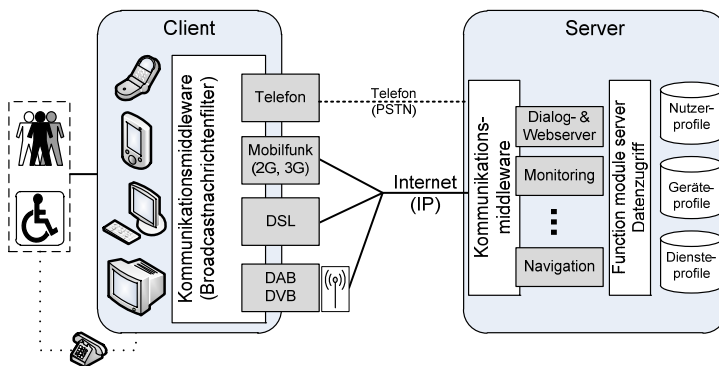 Client
Server
Kommunikationsmiddleware
(Broadcastnachrichtenfilter)
Telefon
Mobilfunk
(2G, 3G)
DSL
DAB
DVB
Telefon
(PSTN)
Internet
(IP)
Kommunikations-
middleware
Dialog- &
Webserver
Monitoring
Navigation
Function module server
Datenzugriff
Nutzer-
profile
Geräte-
profile
Dienste-
profile